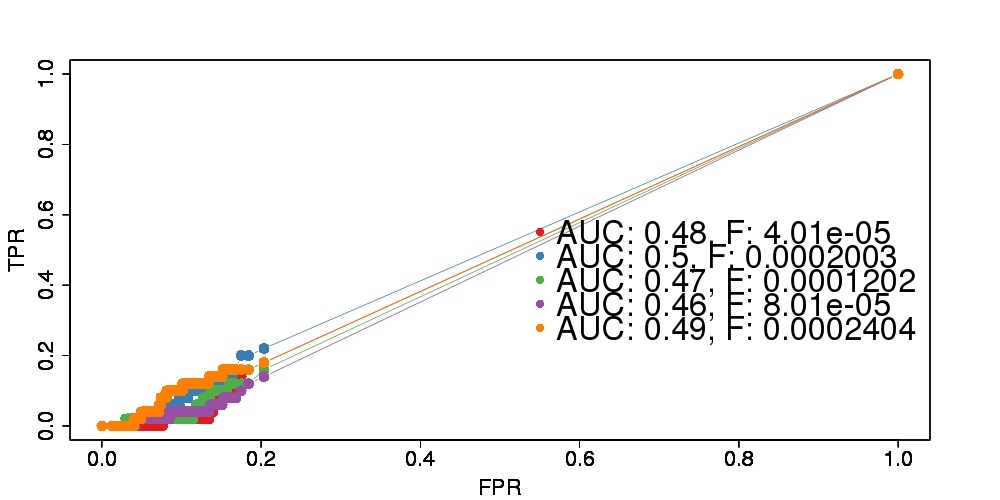 1.0
0.8
0.6
0.4
0.2
0.0
TPR
AUC: 0.48, F: 4.01e-05
AUC: 0.5, F: 0.0002003
AUC: 0.47, F: 0.0001202
AUC: 0.46, F: 8.01e-05
AUC: 0.49, F: 0.0002404
0.0 0.2 0.4 0.6 0.8 1.0
FPR